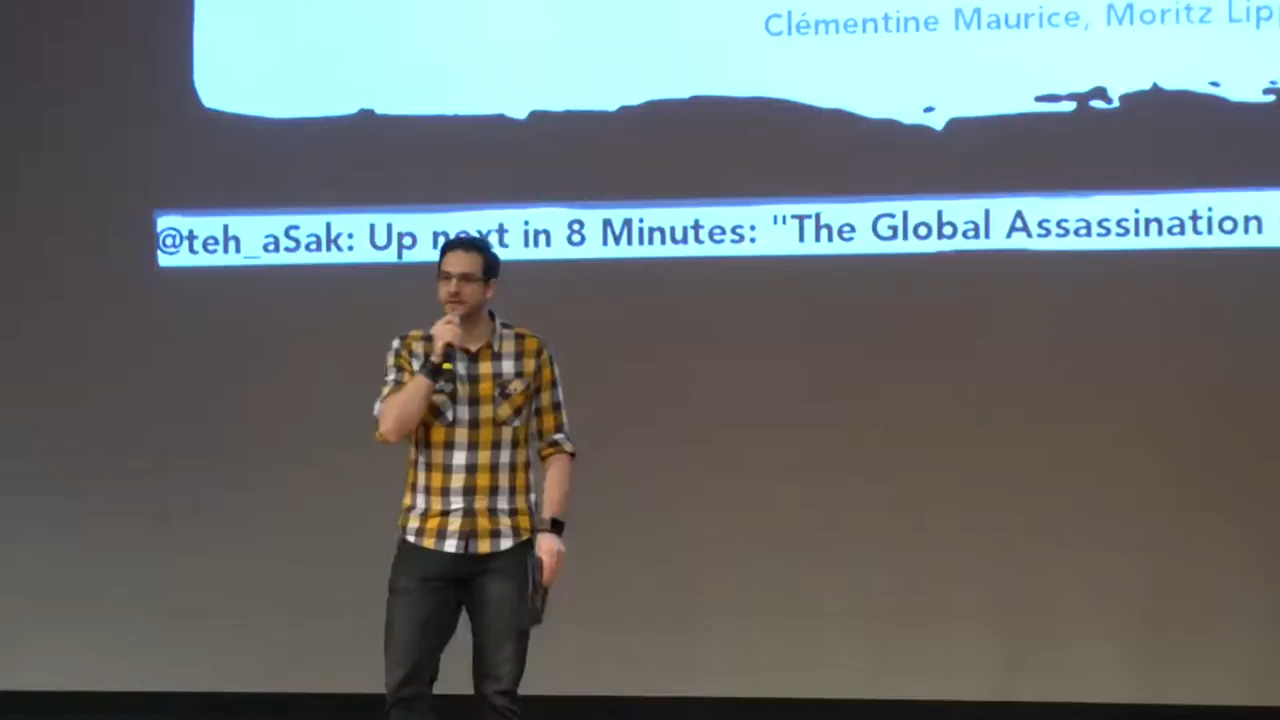 Clémentine Maurice, Moritz Lip
@teh_aSak: Up next in 8 Minutes: "The Global Assassination